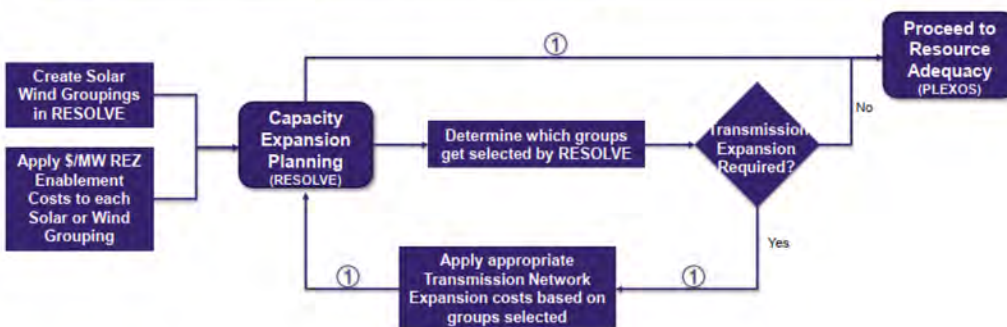 ①
Proceed to
Resource
Adequacy
(PLEXOS)
Create Solar
Wind Groupings
in RESOLVE
Apply $/MW REZ
Enablement
Costs to each
Solar or Wind
Grouping
Capacity
Expansion
Planning
(RESOLVE)
Determine which groups
get selected by RESOLVE
Transmission
Expansion
Required?
No
Yes
Apply appropriate
Transmission Network
Expansion costs based on
groups selected
①
①